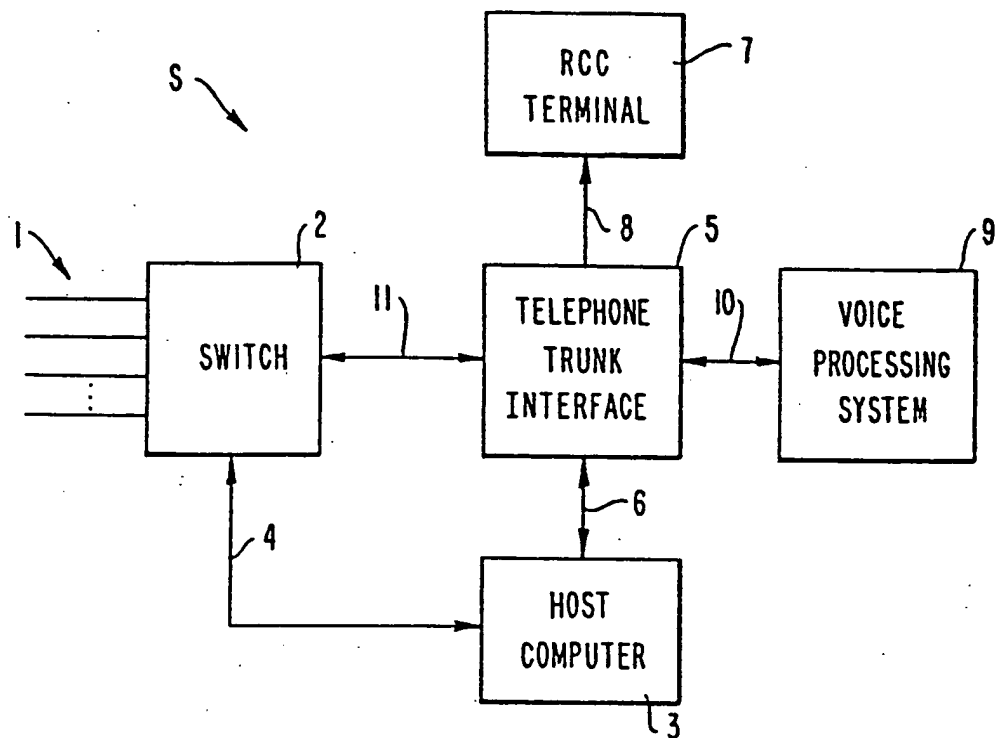 RCC
TERMINAL
7
S
8
1
2
5
9
SWITCH
11
TELEPHONE
TRUNK
INTERFACE
10
VOICE
PROCESSING
SYSTEM
4
6
HOST
COMPUTER
3